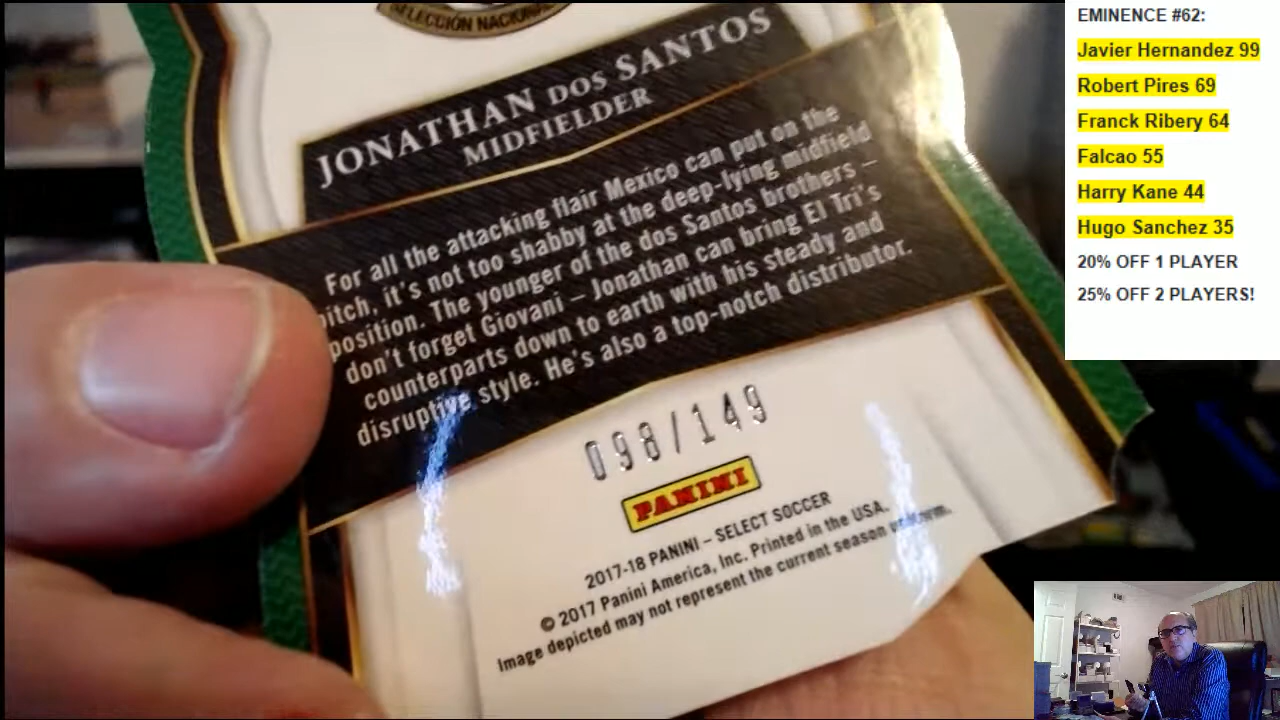 SELECCIÓN NACIONAL
JONATHAN DOS SANTOS
MIDFIELDER
For all the attacking flair Mexico can put on the
pitch, it's not too shabby at the deep-lying midfield
position. The younger of the dos Santos brothers –
don't forget Giovani – Jonathan can bring El Tri's
counterparts down to earth with his steady and
disruptive style. He's also a top-notch distributor.
098/149
PANINI
2017-18 PANINI – SELECT SOCCER
© 2017 Panini America, Inc. Printed in the USA.
Image depicted may not represent the current season uniform.
EMINENCE #62:
Javier Hernandez 99
Robert Pires 69
Franck Ribery 64
Falcao 55
Harry Kane 44
Hugo Sanchez 35
20% OFF 1 PLAYER
25% OFF 2 PLAYERS!